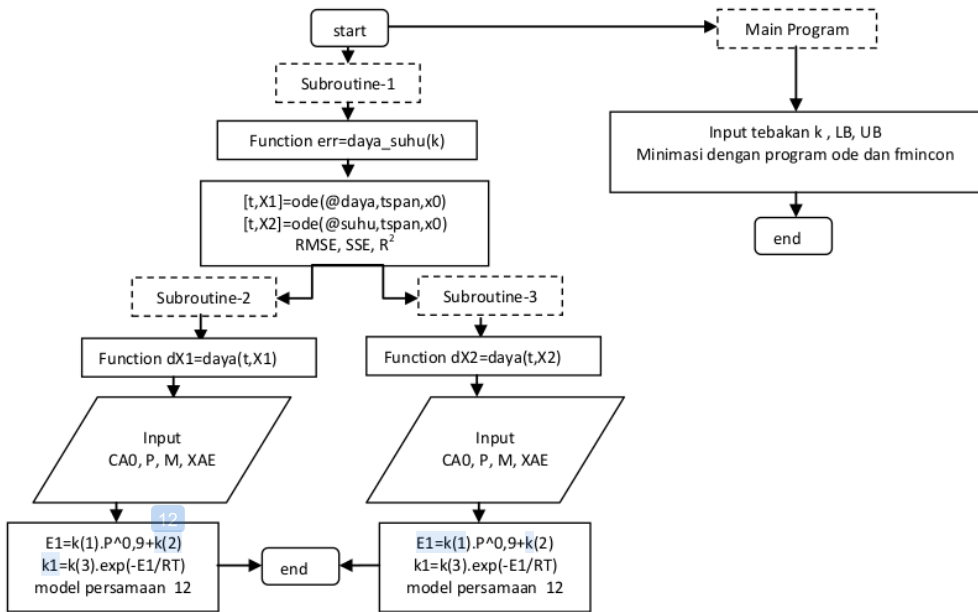 start
Main Program
Subroutine-1
Function err=daya_suhu(k)
Input tebakan k , LB, UB
Minimasi dengan program ode dan fmincon
[t,X1]=ode(@daya,tspan,x0)
[t,X2]=ode(@suhu,tspan,x0)
RMSE, SSE, R²
end
Subroutine-2
Subroutine-3
Function dX1=daya(t,X1)
Function dX2=daya(t,X2)
Input
CA0, P, M, XAE
Input
CA0, P, M, XAE
12
E1=k(1).P^0,9+k(2)
k1=k(3).exp(-E1/RT)
model persamaan 12
end
E1=k(1).P^0,9+k(2)
k1=k(3).exp(-E1/RT)
model persamaan 12